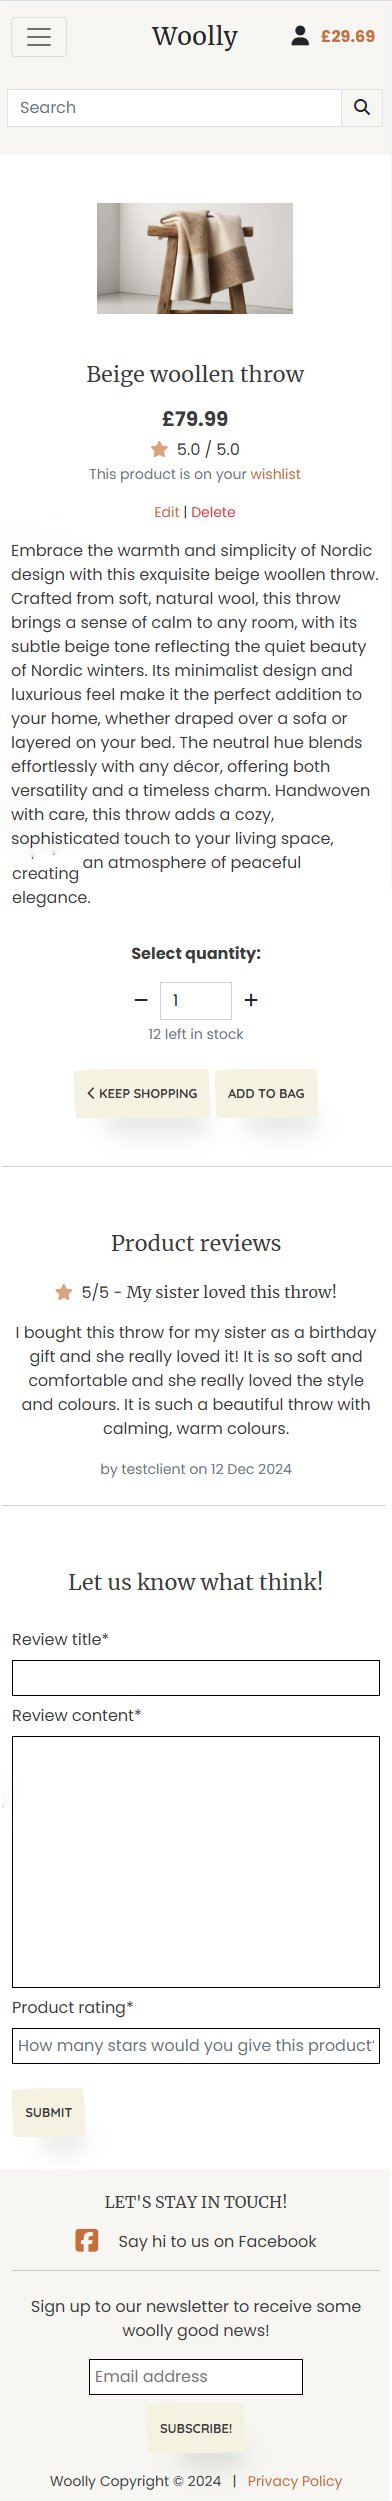 Woolly £29.69
Search
Beige woollen throw
£79.99
5.0 / 5.0
This product is on your wishlist
Edit | Delete
Embrace the warmth and simplicity of Nordic
design with this exquisite beige woollen throw.
Crafted from soft, natural wool, this throw
brings a sense of calm to any room, with its
subtle beige tone reflecting the quiet beauty
of Nordic winters. Its minimalist design and
luxurious feel make it the perfect addition to
your home, whether draped over a sofa or
layered on your bed. The neutral hue blends
effortlessly with any décor, offering both
versatility and a timeless charm. Handwoven
with care, this throw adds a cozy,
sophisticated touch to your living space,
creating an atmosphere of peaceful
elegance.
Select quantity:
− 1 +
12 left in stock
< KEEP SHOPPING ADD TO BAG
Product reviews
5/5 - My sister loved this throw!
I bought this throw for my sister as a birthday
gift and she really loved it! It is so soft and
comfortable and she really loved the style
and colours. It is such a beautiful throw with
calming, warm colours.
by testclient on 12 Dec 2024
Let us know what think!
Review title*
Review content*
Product rating*
How many stars would you give this product
SUBMIT
LET'S STAY IN TOUCH!
Say hi to us on Facebook
Sign up to our newsletter to receive some
woolly good news!
Email address
SUBSCRIBE!
Woolly Copyright © 2024 | Privacy Policy